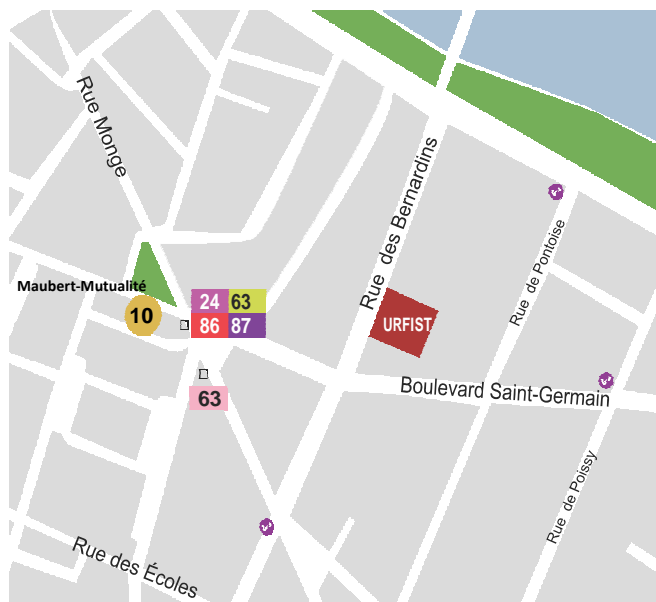 Rue Monge
Rue des Bernardins
Rue de Pontoise
Maubert-Mutualité
10
24 63
86 87
URFIST
63
Boulevard Saint-Germain
Rue de Poissy
Rue des Écoles